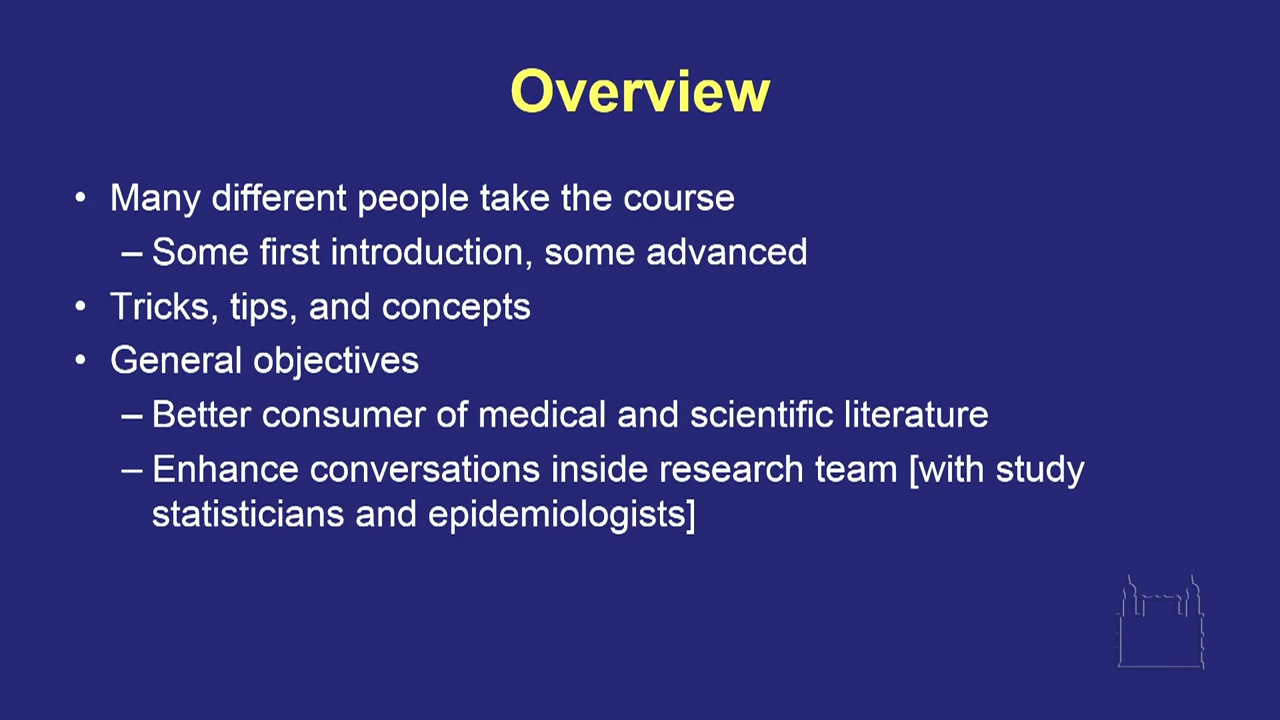 Overview
• Many different people take the course
– Some first introduction, some advanced
• Tricks, tips, and concepts
• General objectives
– Better consumer of medical and scientific literature
– Enhance conversations inside research team [with study
statisticians and epidemiologists]